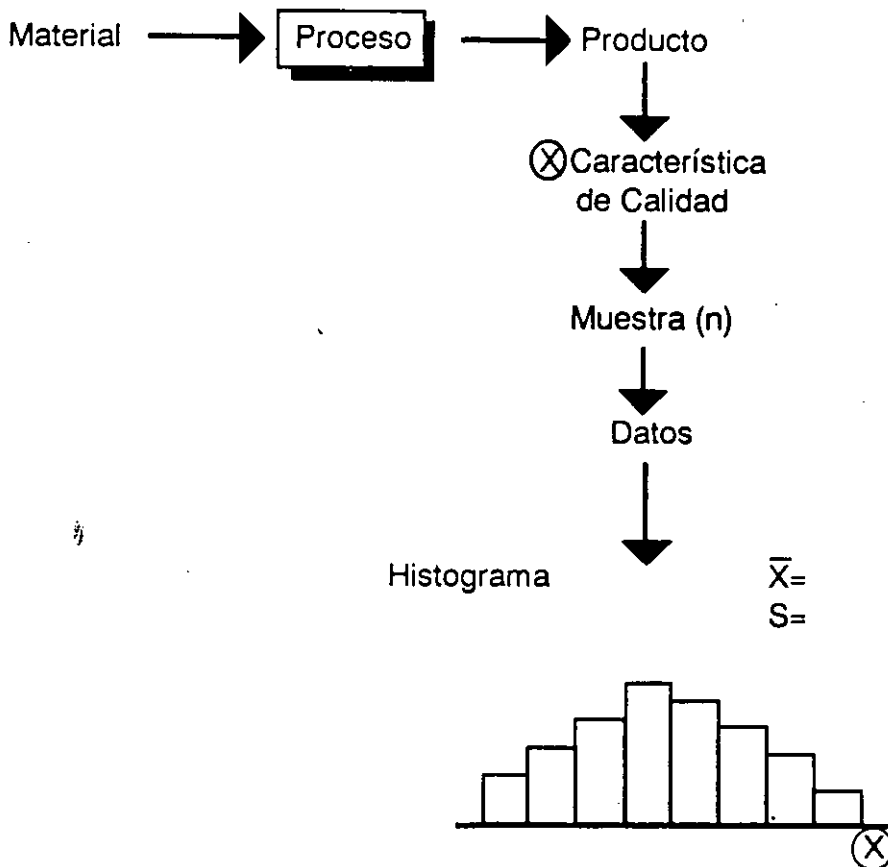 Material
Proceso
Producto
X Característica
de Calidad
Muestra (n)
Datos
Histograma
X̅=
S=
X